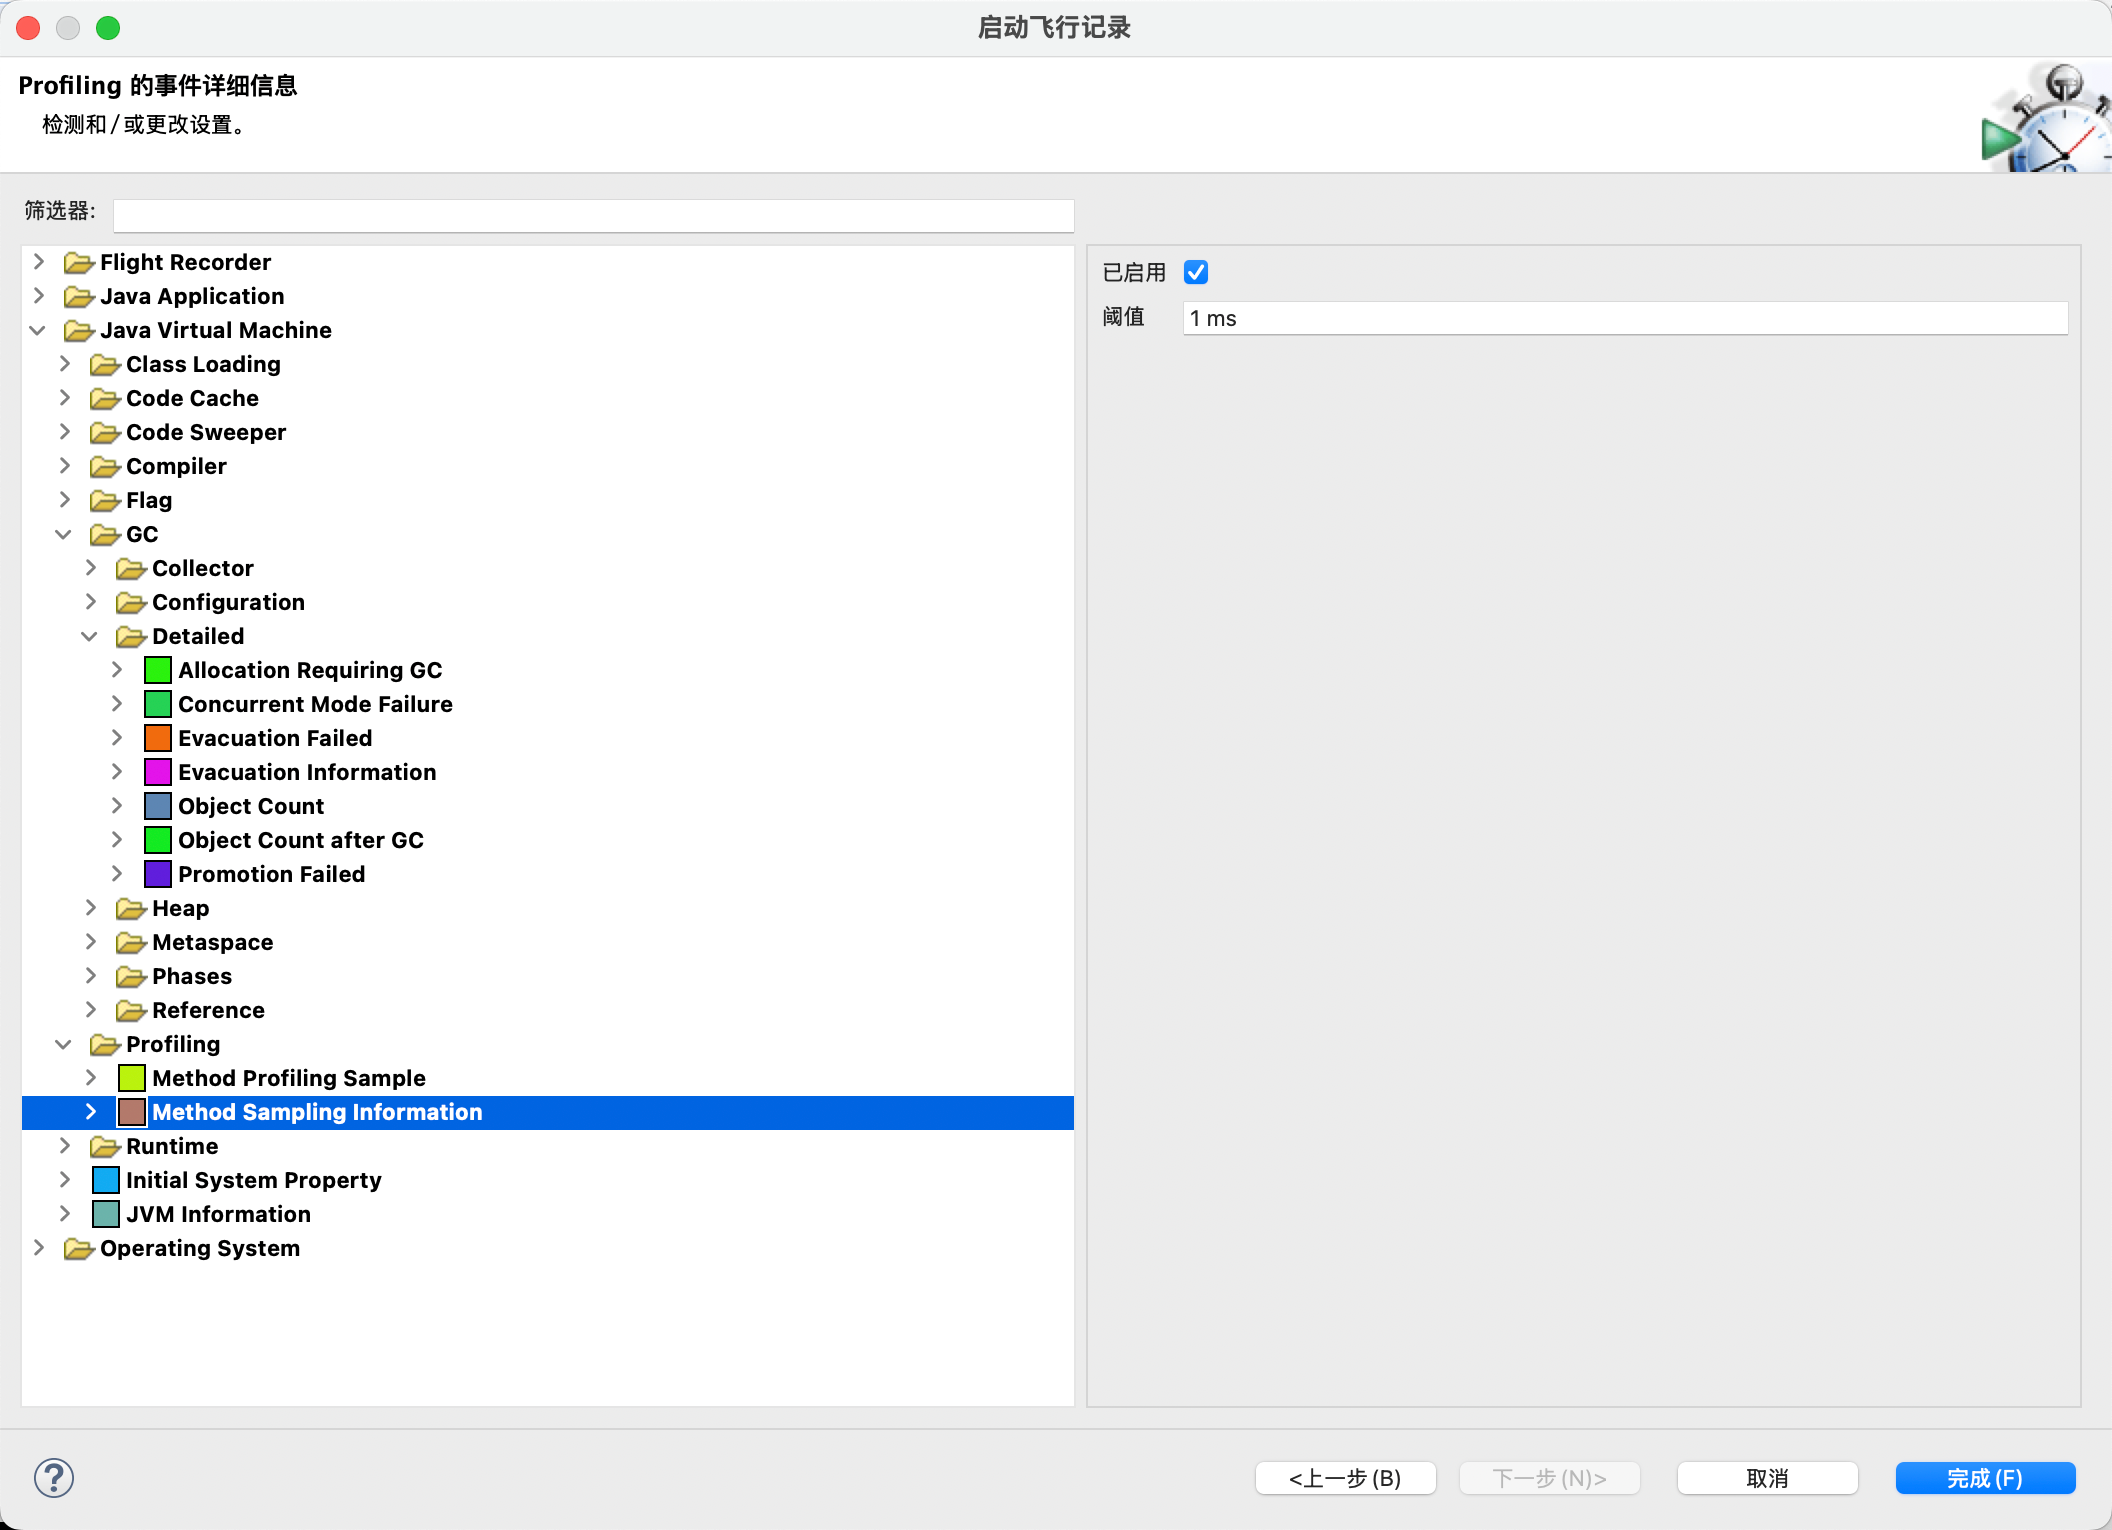 启动飞行记录
Profiling 的事件详细信息
检测和/或更改设置。
筛选器:
Flight Recorder
Java Application
Java Virtual Machine
Class Loading
Code Cache
Code Sweeper
Compiler
Flag
GC
Collector
Configuration
Detailed
Allocation Requiring GC
Concurrent Mode Failure
Evacuation Failed
Evacuation Information
Object Count
Object Count after GC
Promotion Failed
Heap
Metaspace
Phases
Reference
Profiling
Method Profiling Sample
Method Sampling Information
Runtime
Initial System Property
JVM Information
Operating System
已启用
阈值 1 ms
?
<上一步(B) 下一步(N)> 取消 完成(F)